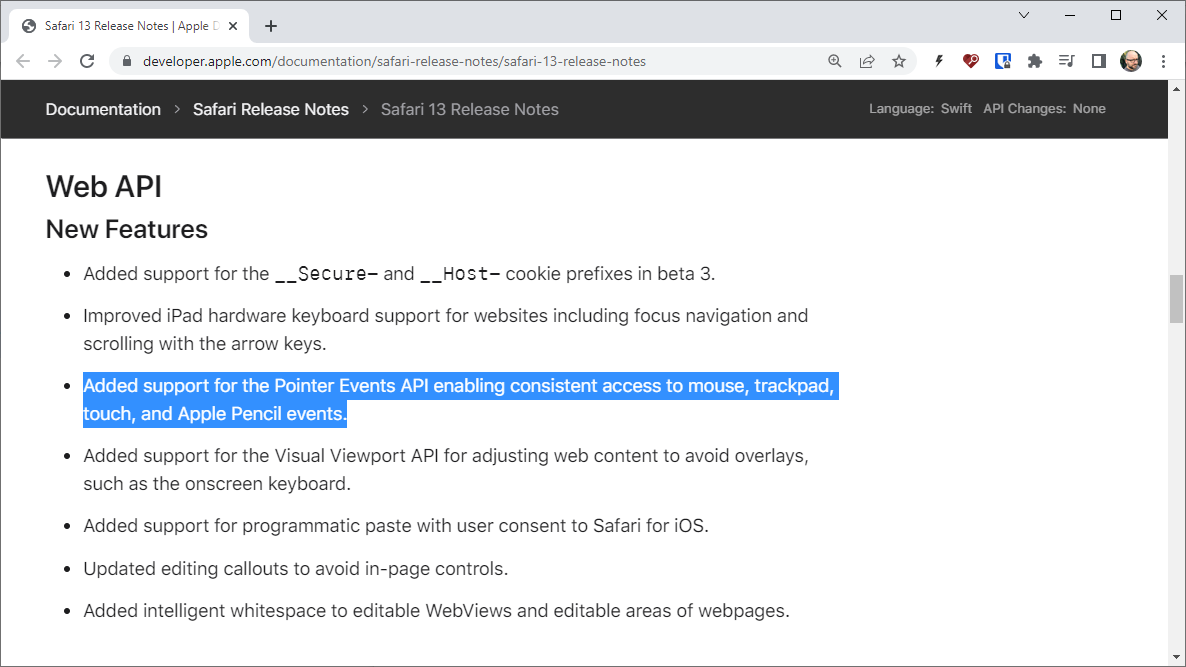 Safari 13 Release Notes | Apple D
developer.apple.com/documentation/safari-release-notes/safari-13-release-notes
Documentation > Safari Release Notes > Safari 13 Release Notes
Language: Swift API Changes: None
Web API
New Features
• Added support for the __Secure- and __Host- cookie prefixes in beta 3.
• Improved iPad hardware keyboard support for websites including focus navigation and
scrolling with the arrow keys.
• Added support for the Pointer Events API enabling consistent access to mouse, trackpad,
touch, and Apple Pencil events.
• Added support for the Visual Viewport API for adjusting web content to avoid overlays,
such as the onscreen keyboard.
• Added support for programmatic paste with user consent to Safari for iOS.
• Updated editing callouts to avoid in-page controls.
• Added intelligent whitespace to editable WebViews and editable areas of webpages.